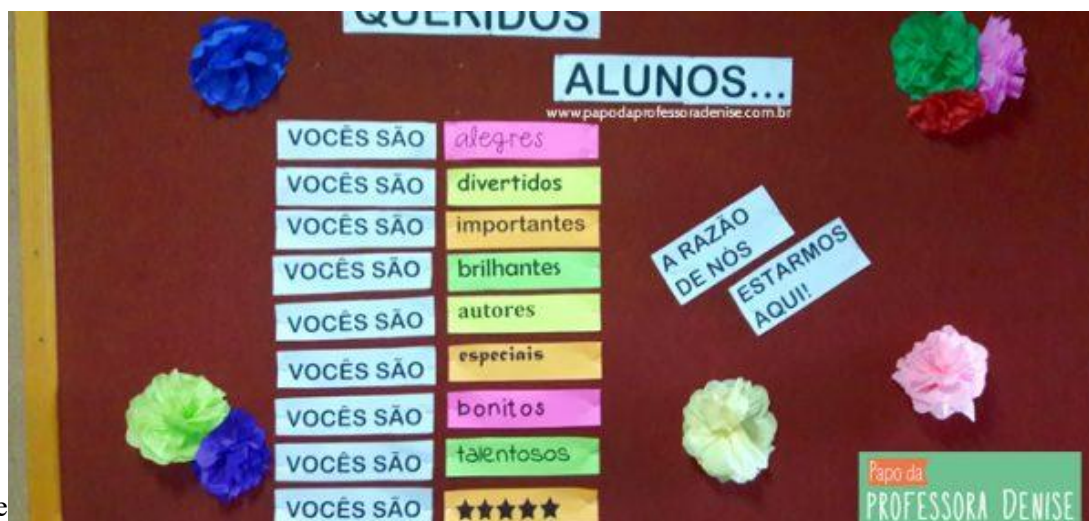 QUERIDOS
ALUNOS...
www.papodaprofessoradenise.com.br
VOCÊS SÃO alegres
VOCÊS SÃO divertidos
VOCÊS SÃO importantes
VOCÊS SÃO brilhantes
VOCÊS SÃO autores
VOCÊS SÃO especiais
VOCÊS SÃO bonitos
VOCÊS SÃO talentosos
VOCÊS SÃO ★★★★★
A RAZÃO
DE NÓS
ESTARMOS
AQUI!
Papo da
PROFESSORA DENISE
e